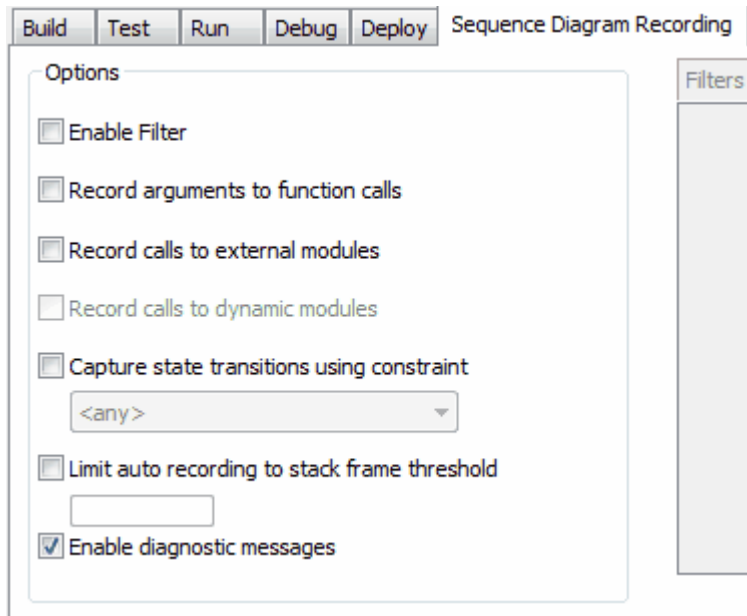 Build Test Run Debug Deploy Sequence Diagram Recording
Options
Filters
Enable Filter
Record arguments to function calls
Record calls to external modules
Record calls to dynamic modules
Capture state transitions using constraint
<any>
Limit auto recording to stack frame threshold
Enable diagnostic messages